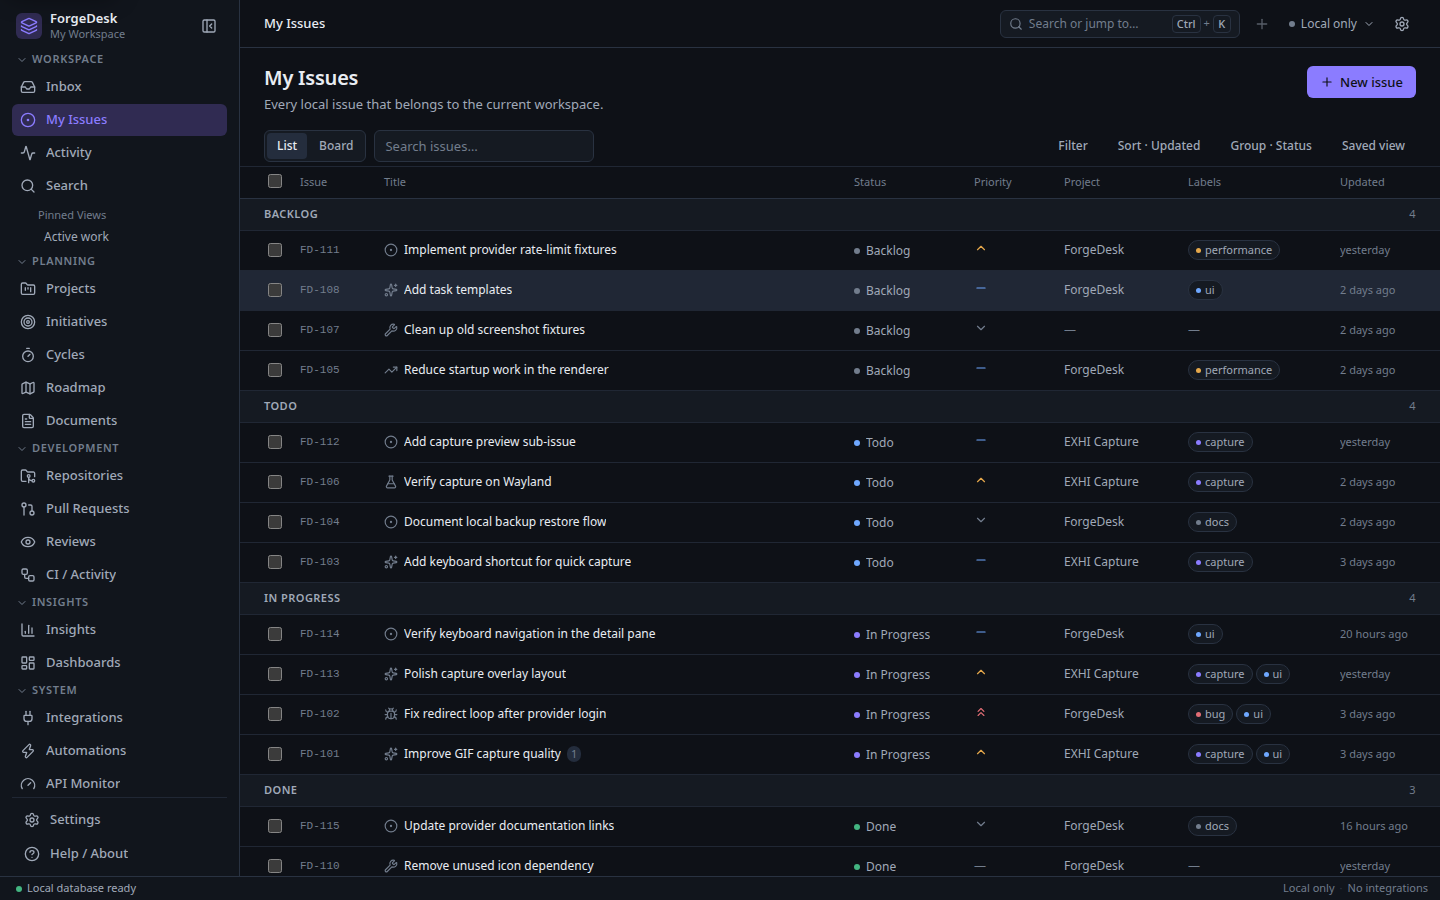 ForgeDesk
My Workspace
WORKSPACE
Inbox
My Issues
Activity
Search
Pinned Views
Active work
PLANNING
Projects
Initiatives
Cycles
Roadmap
Documents
DEVELOPMENT
Repositories
Pull Requests
Reviews
CI / Activity
INSIGHTS
Insights
Dashboards
SYSTEM
Integrations
Automations
API Monitor
Settings
Help / About
My Issues
Search or jump to... Ctrl + K
Local only
My Issues
Every local issue that belongs to the current workspace.
New issue
List Board Search issues... Filter Sort · Updated Group · Status Saved view
Issue Title Status Priority Project Labels Updated
BACKLOG 4
FD-111 Implement provider rate-limit fixtures Backlog ForgeDesk performance yesterday
FD-108 Add task templates Backlog ForgeDesk ui 2 days ago
FD-107 Clean up old screenshot fixtures Backlog — — 2 days ago
FD-105 Reduce startup work in the renderer Backlog ForgeDesk performance 2 days ago
TODO 4
FD-112 Add capture preview sub-issue Todo EXHI Capture capture yesterday
FD-106 Verify capture on Wayland Todo EXHI Capture capture 2 days ago
FD-104 Document local backup restore flow Todo ForgeDesk docs 2 days ago
FD-103 Add keyboard shortcut for quick capture Todo EXHI Capture capture 3 days ago
IN PROGRESS 4
FD-114 Verify keyboard navigation in the detail pane In Progress ForgeDesk ui 20 hours ago
FD-113 Polish capture overlay layout In Progress EXHI Capture capture ui yesterday
FD-102 Fix redirect loop after provider login In Progress ForgeDesk bug ui 3 days ago
FD-101 Improve GIF capture quality 1 In Progress EXHI Capture capture ui 3 days ago
DONE 3
FD-115 Update provider documentation links Done ForgeDesk docs 16 hours ago
FD-110 Remove unused icon dependency Done — ForgeDesk — yesterday
Local database ready
Local only · No integrations